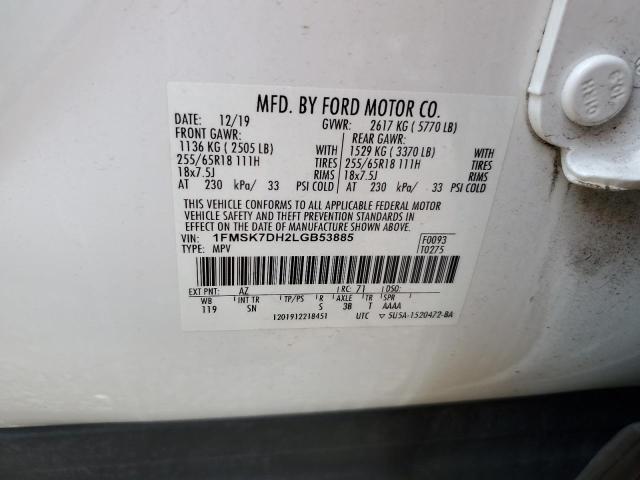 MFD. BY FORD MOTOR CO.
DATE: 12/19 GVWR: 2617 KG ( 5770 LB)
FRONT GAWR: REAR GAWR:
1136 KG ( 2505 LB) WITH 1529 KG ( 3370 LB) WITH
255/65R18 111H TIRES 255/65R18 111H TIRES
18x7.5J RIMS 18x7.5J RIMS
AT 230 kPa/ 33 PSI COLD AT 230 kPa/ 33 PSI COLD
THIS VEHICLE CONFORMS TO ALL APPLICABLE FEDERAL MOTOR
VEHICLE SAFETY AND THEFT PREVENTION STANDARDS IN
EFFECT ON THE DATE OF MANUFACTURE SHOWN ABOVE.
VIN: 1FMSK7DH2LGB53885 F0093
TYPE: MPV T0275
EXT PNT: AZ RC: 71 DSO:
WB INT TR TP/PS R AXLE TR SPR
119 SN S 3B T AAAA
1201912218451 UTC ▽ 5U5A-1520472-BA